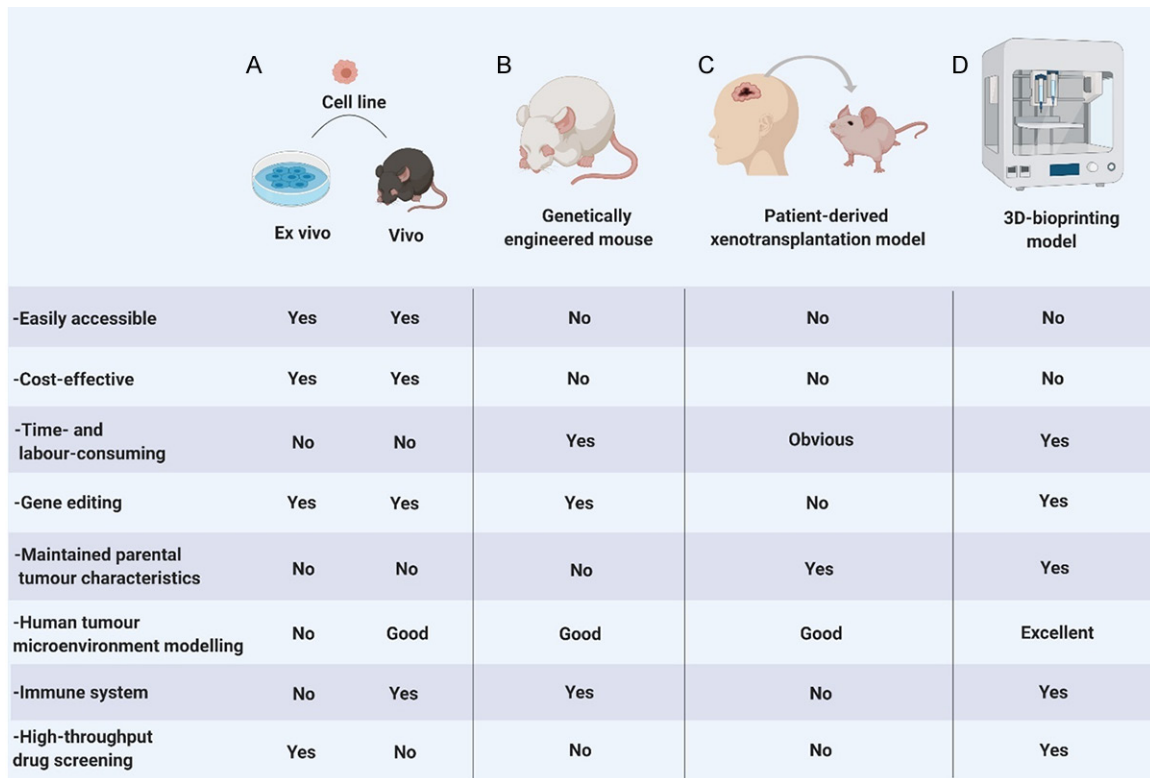 A
B
C
D
Cell line
Ex vivo Vivo
Genetically
engineered mouse
Patient-derived
xenotransplantation model
3D-bioprinting
model
-Easily accessible Yes Yes No No No
-Cost-effective Yes Yes No No No
-Time- and
labour-consuming No No Yes Obvious Yes
-Gene editing Yes Yes Yes No Yes
-Maintained parental
tumour characteristics No No No Yes Yes
-Human tumour
microenvironment modelling No Good Good Good Excellent
-Immune system No Yes Yes No Yes
-High-throughput
drug screening Yes No No No Yes